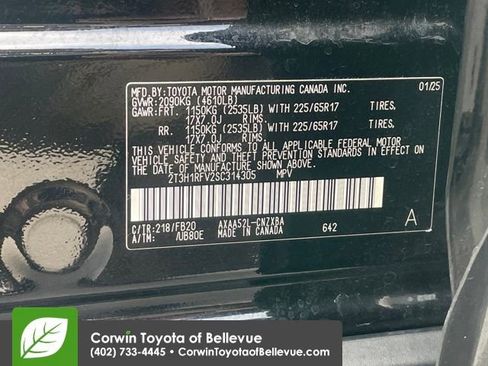 MFD.BY:TOYOTA MOTOR MANUFACTURING CANADA INC. 01/25
GVWR:2090KG (4610LB)
GAWR:FRT. 1150KG (2535LB) WITH 225/65R17 TIRES,
17X7.0J RIMS.
RR. 1150KG (2535LB) WITH 225/65R17 TIRES,
17X7.0J RIMS.
THIS VEHICLE CONFORMS TO ALL APPLICABLE FEDERAL MOTOR
VEHICLE SAFETY AND THEFT PREVENTION STANDARDS IN EFFECT ON
THE DATE OF MANUFACTURE SHOWN ABOVE.
2T3H1RFV2SC314305 MPV
C/TR:218/FB20 AXAA52L-CNZXBA
A/TM: /UB80E MADE IN CANADA 642 A
Corwin Toyota of Bellevue
(402) 733-4445 • CorwinToyotaofBellevue.com